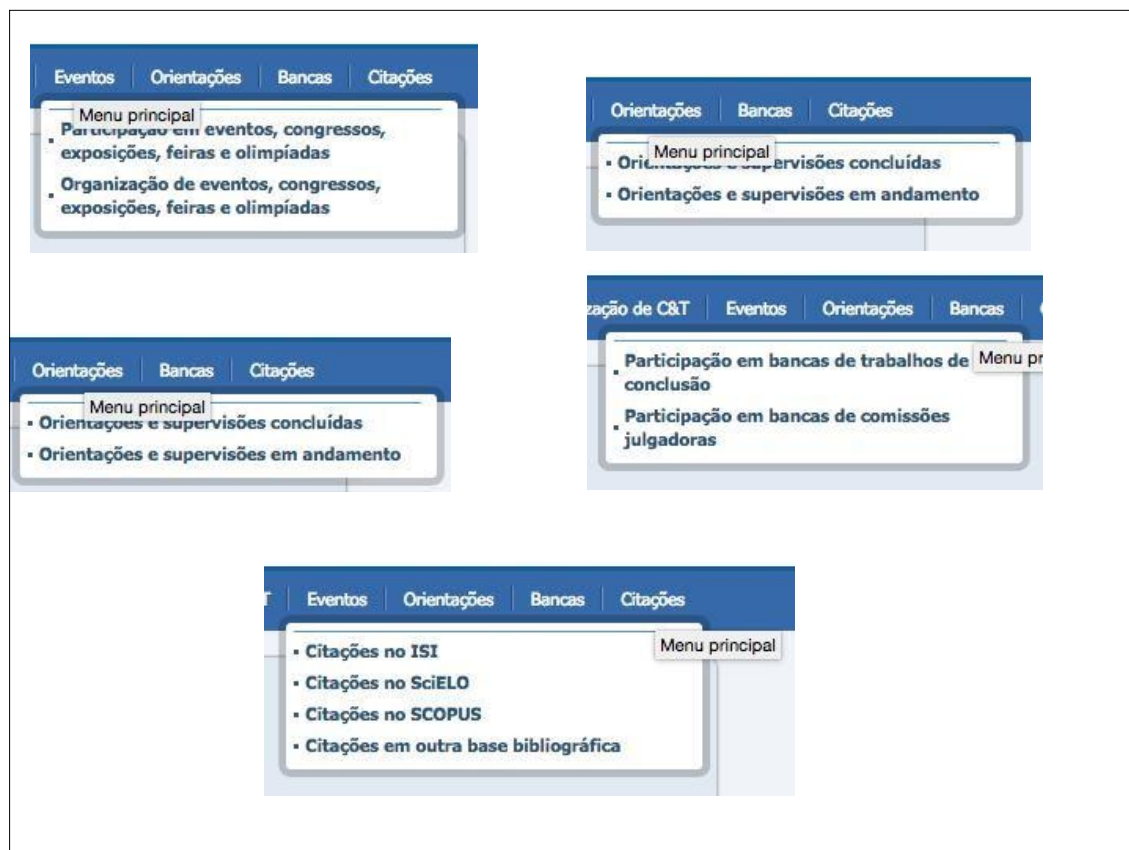 Eventos Orientações Bancas Citações
Menu principal
Participação em eventos, congressos,
exposições, feiras e olimpíadas
Organização de eventos, congressos,
exposições, feiras e olimpíadas
Orientações Bancas Citações
Menu principal
Orientações e supervisões concluídas
Orientações e supervisões em andamento
Orientações Bancas Citações
Menu principal
Orientações e supervisões concluídas
Orientações e supervisões em andamento
zação de C&T Eventos Orientações Bancas
Menu pr
Participação em bancas de trabalhos de
conclusão
Participação em bancas de comissões
julgadoras
T Eventos Orientações Bancas Citações
Menu principal
Citações no ISI
Citações no SciELO
Citações no SCOPUS
Citações em outra base bibliográfica